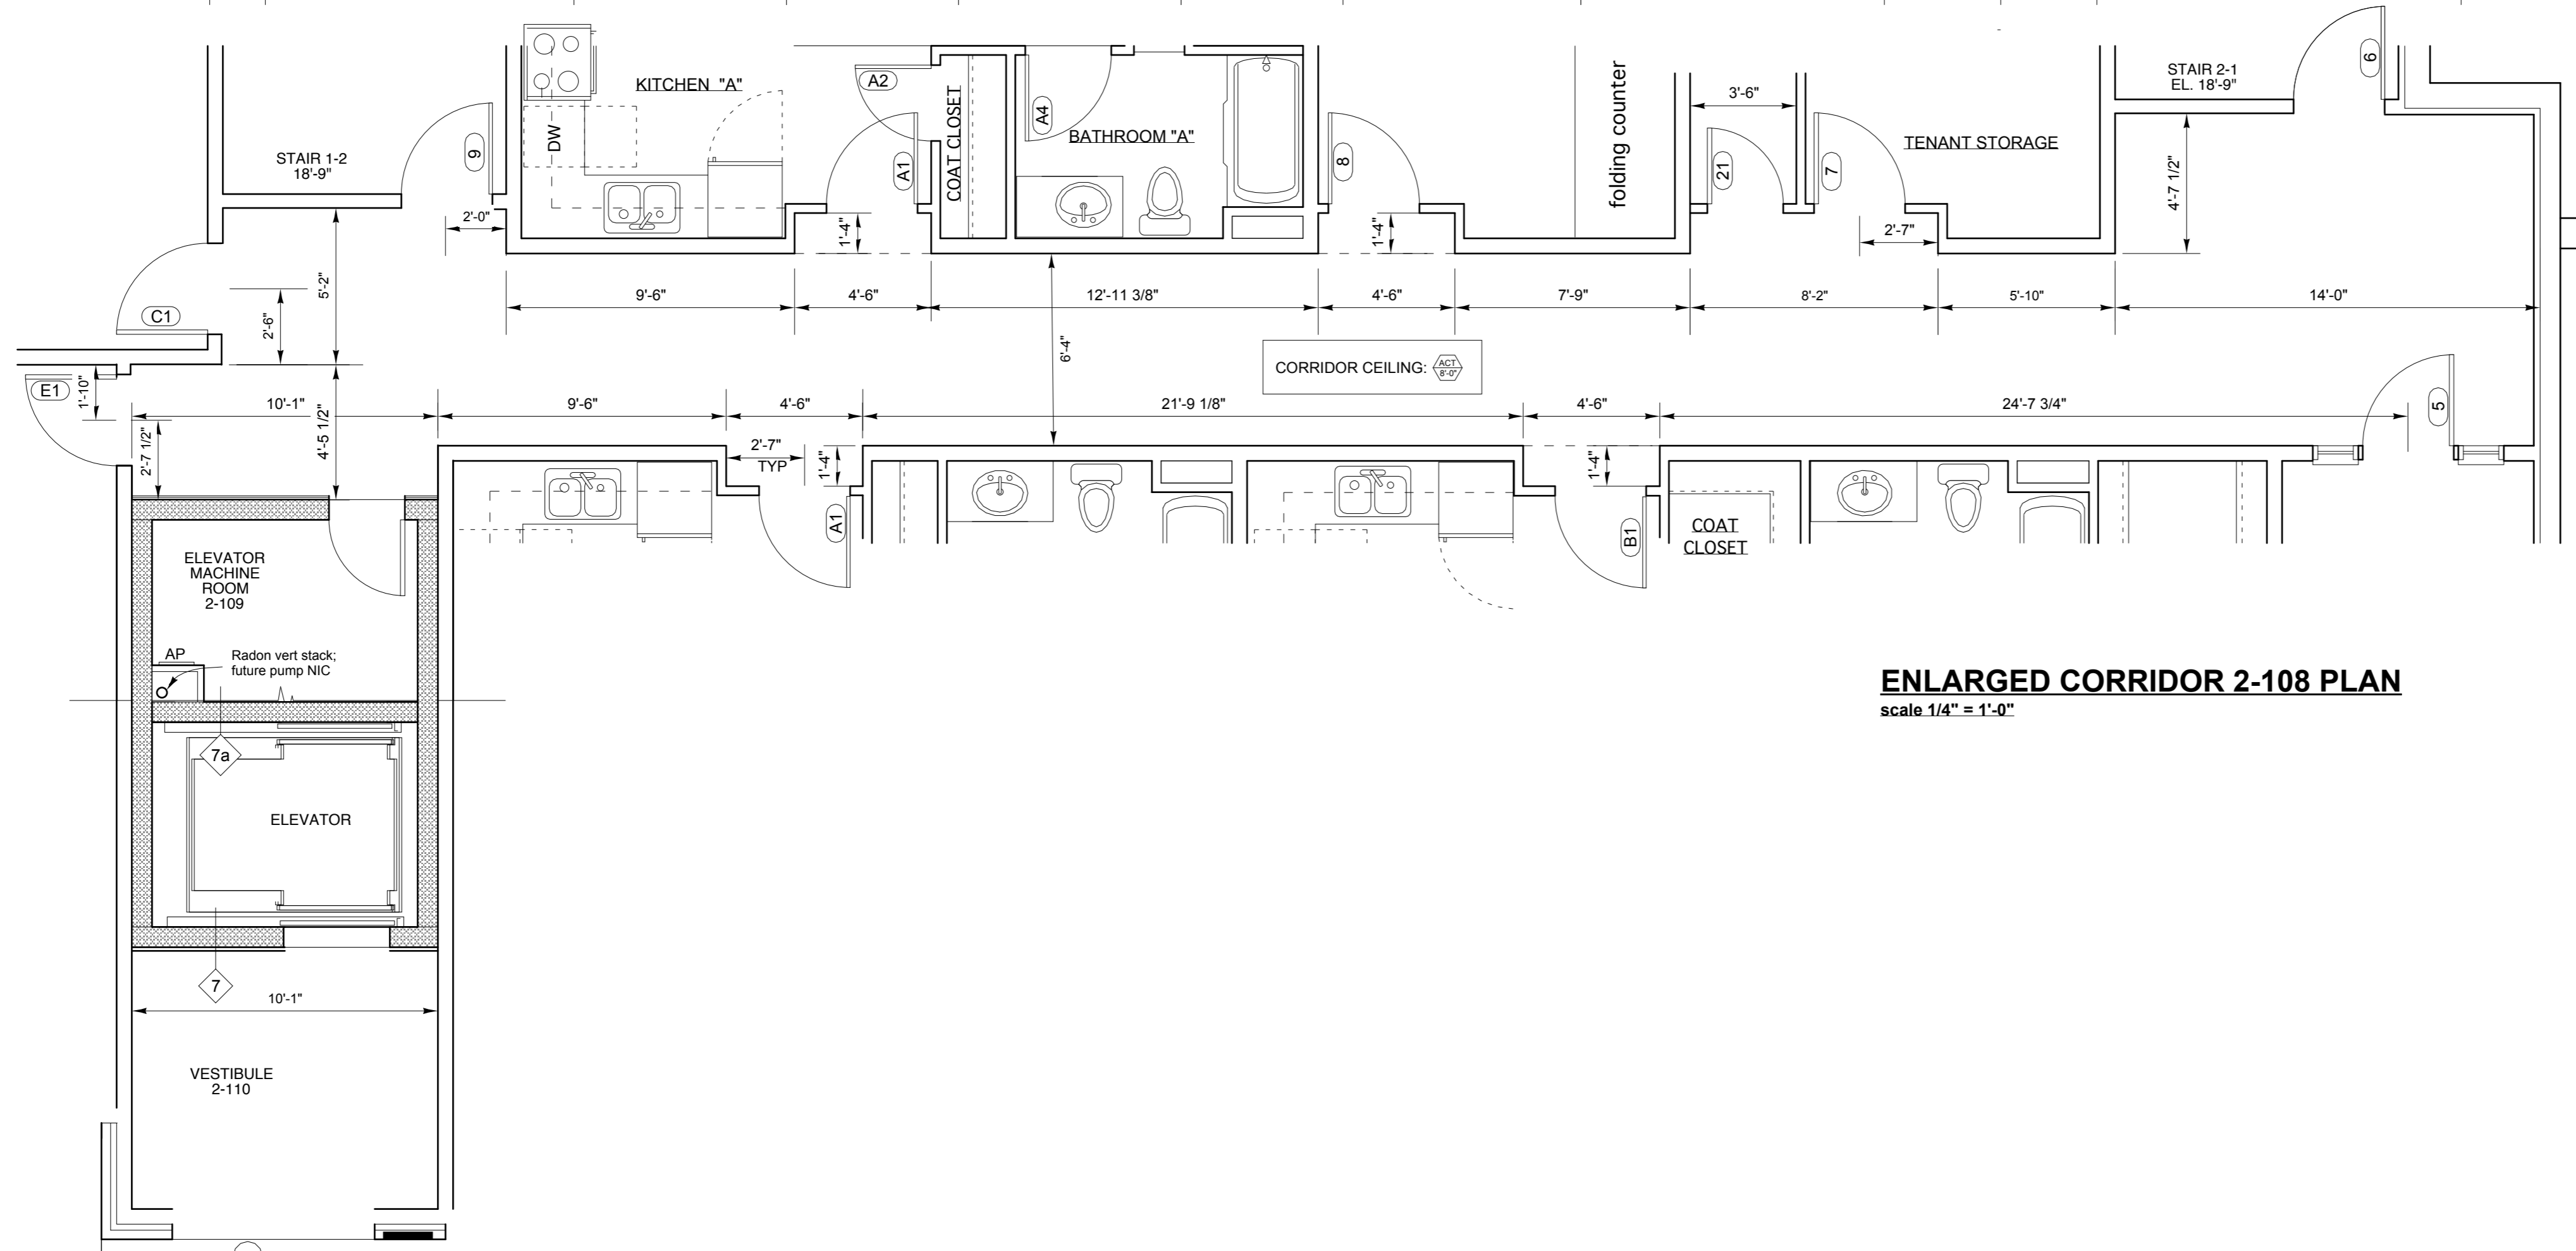 STAIR 1-2
18'-9"
9
2'-0"
KITCHEN "A"
DW
A2
A1
COAT CLOSET
A4
BATHROOM "A"
8
folding counter
3'-6"
21
7
TENANT STORAGE
2'-7"
STAIR 2-1
EL. 18'-9"
6
4'-7 1/2"
1'-4"
1'-4"
C1
5'-2"
2'-6"
9'-6"
4'-6"
12'-11 3/8"
4'-6"
7'-9"
8'-2"
5'-10"
14'-0"
6'-4"
CORRIDOR CEILING:
ACT
8'-0"
E1
1'-10"
10'-1"
2'-7 1/2"
4'-5 1/2"
9'-6"
4'-6"
21'-9 1/8"
4'-6"
24'-7 3/4"
5
2'-7"
TYP
1'-4"
1'-4"
A1
B1
COAT
CLOSET
ELEVATOR
MACHINE
ROOM
2-109
AP
Radon vert stack;
future pump NIC
7a
ELEVATOR
7
10'-1"
VESTIBULE
2-110
ENLARGED CORRIDOR 2-108 PLAN
scale 1/4" = 1'-0"